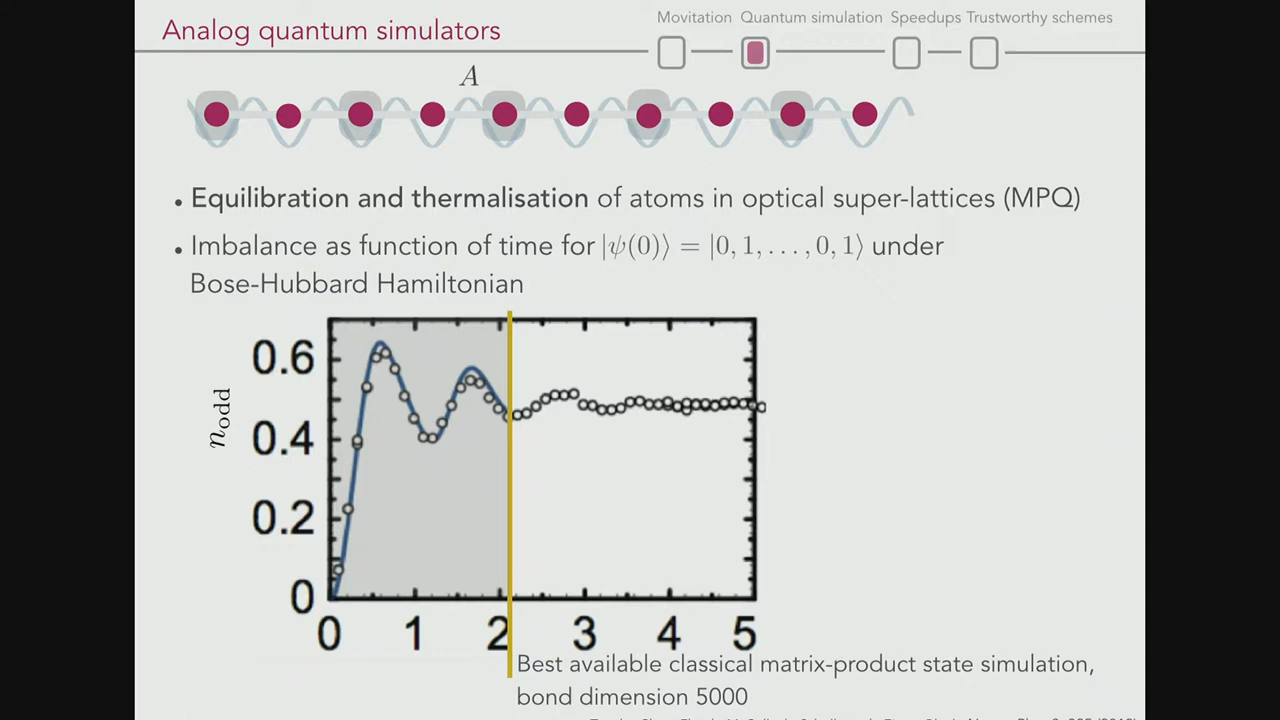 Analog quantum simulators
Movitation Quantum simulation Speedups Trustworthy schemes
A
• Equilibration and thermalisation of atoms in optical super-lattices (MPQ)
• Imbalance as function of time for |ψ(0)⟩ = |0, 1, . . . , 0, 1⟩ under
Bose-Hubbard Hamiltonian
0.6
0.4
0.2
0
n_odd
0 1 2 3 4 5
Best available classical matrix-product state simulation,
bond dimension 5000